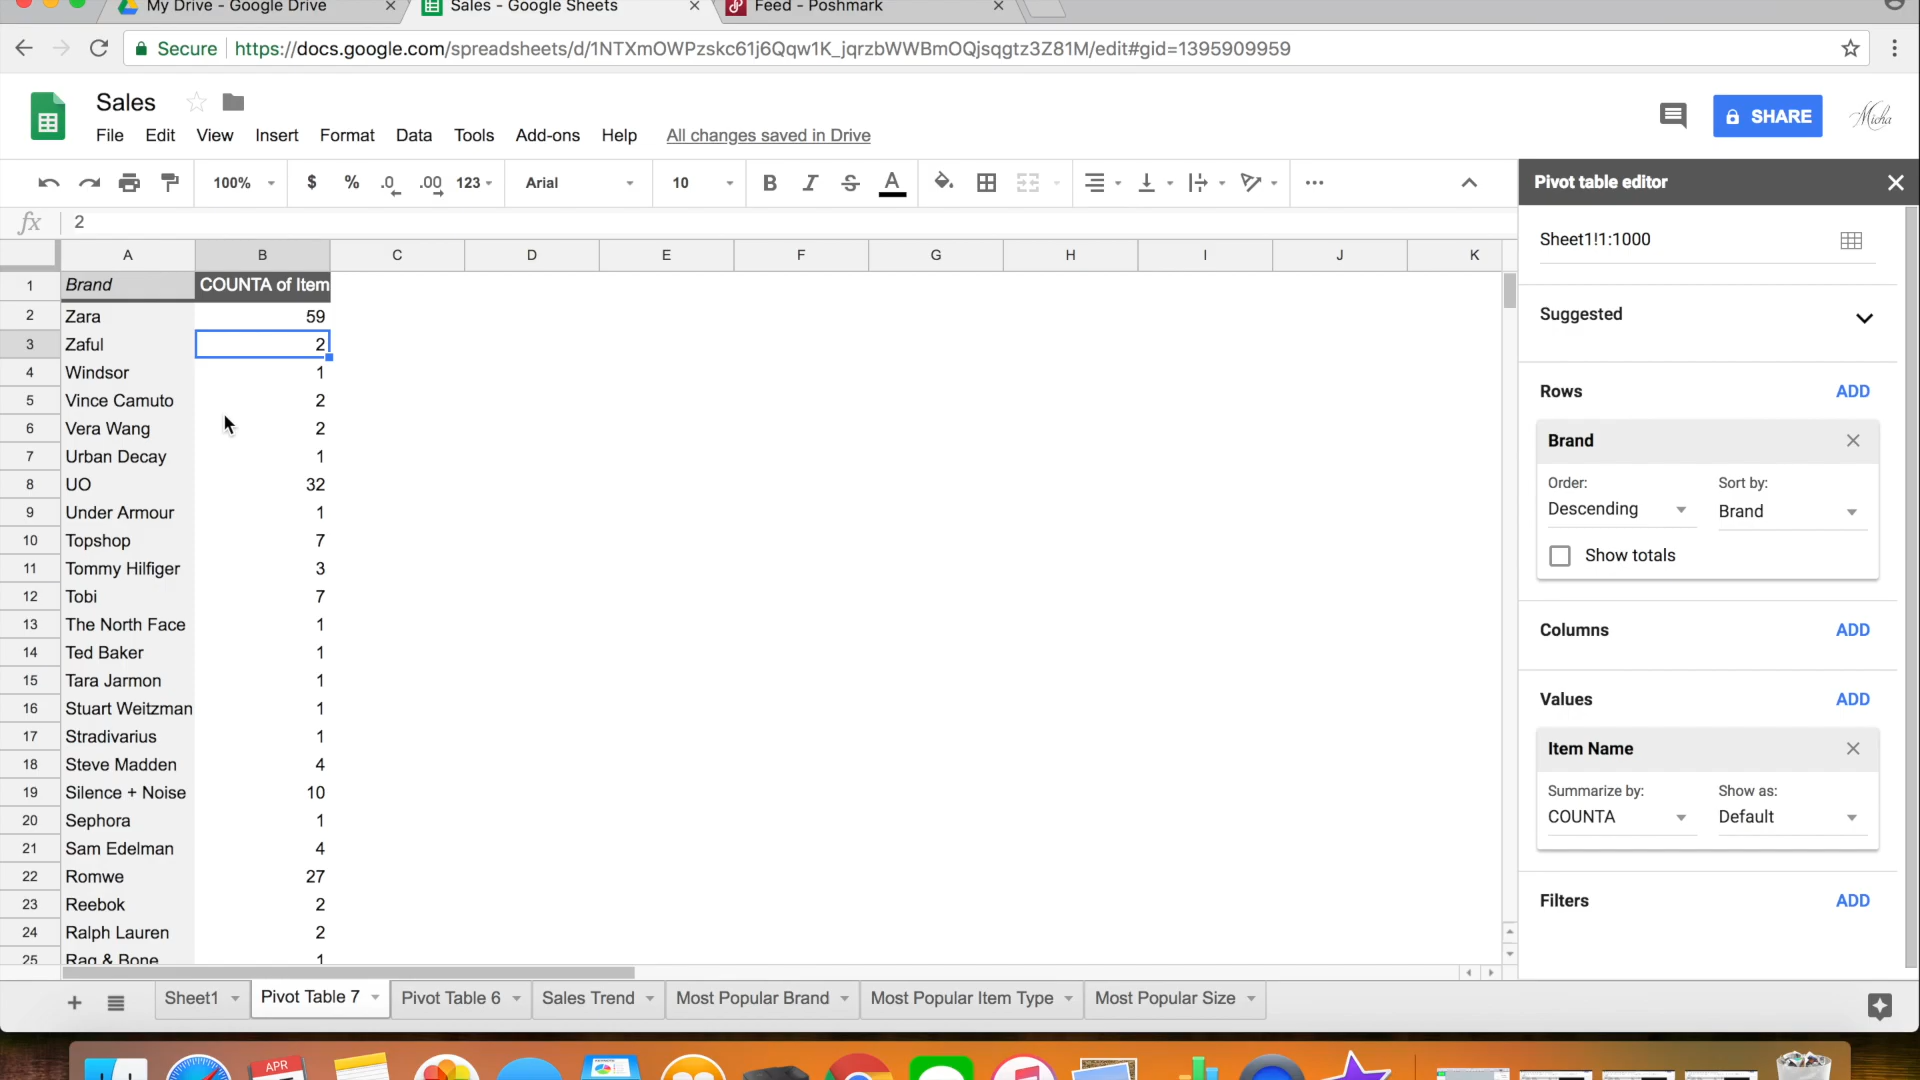 My Drive - Google Drive
Sales - Google Sheets
Feed - Poshmark
Secure
https://docs.google.com/spreadsheets/d/1NTXmOWPzskc61j6Qqw1K_jqrzbWWBmOQjsqgtz3Z81M/edit#gid=1395909959
Sales
File Edit View Insert Format Data Tools Add-ons Help All changes saved in Drive
SHARE
Micha
100% $ % .0 .00 123 Arial 10 B I S A
Pivot table editor
fx 2
A B C D E F G H I J K
1 Brand COUNTA of Item
2 Zara 59
3 Zaful 2
4 Windsor 1
5 Vince Camuto 2
6 Vera Wang 2
7 Urban Decay 1
8 UO 32
9 Under Armour 1
10 Topshop 7
11 Tommy Hilfiger 3
12 Tobi 7
13 The North Face 1
14 Ted Baker 1
15 Tara Jarmon 1
16 Stuart Weitzman 1
17 Stradivarius 1
18 Steve Madden 4
19 Silence + Noise 10
20 Sephora 1
21 Sam Edelman 4
22 Romwe 27
23 Reebok 2
24 Ralph Lauren 2
25 Rag & Bone 1
Sheet1!1:1000
Suggested
Rows ADD
Brand
Order: Sort by:
Descending Brand
Show totals
Columns ADD
Values ADD
Item Name
Summarize by: Show as:
COUNTA Default
Filters ADD
Sheet1 Pivot Table 7 Pivot Table 6 Sales Trend Most Popular Brand Most Popular Item Type Most Popular Size
APR